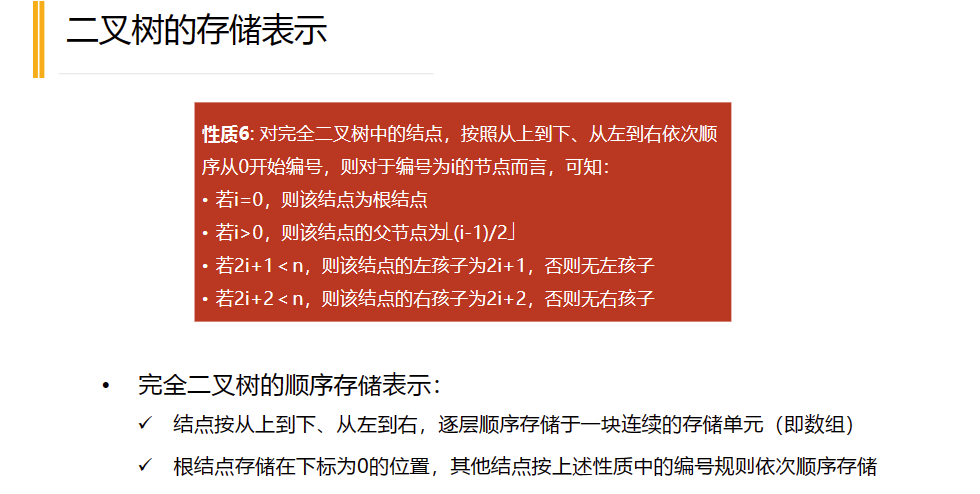 二叉树的存储表示
性质6: 对完全二叉树中的结点，按照从上到下、从左到右依次顺
序从0开始编号，则对于编号为i的节点而言，可知：
• 若i=0，则该结点为根结点
• 若i>0，则该结点的父节点为⌊(i-1)/2⌋
• 若2i+1＜n，则该结点的左孩子为2i+1，否则无左孩子
• 若2i+2＜n，则该结点的右孩子为2i+2，否则无右孩子
• 完全二叉树的顺序存储表示：
✓ 结点按从上到下、从左到右，逐层顺序存储于一块连续的存储单元（即数组）
✓ 根结点存储在下标为0的位置，其他结点按上述性质中的编号规则依次顺序存储